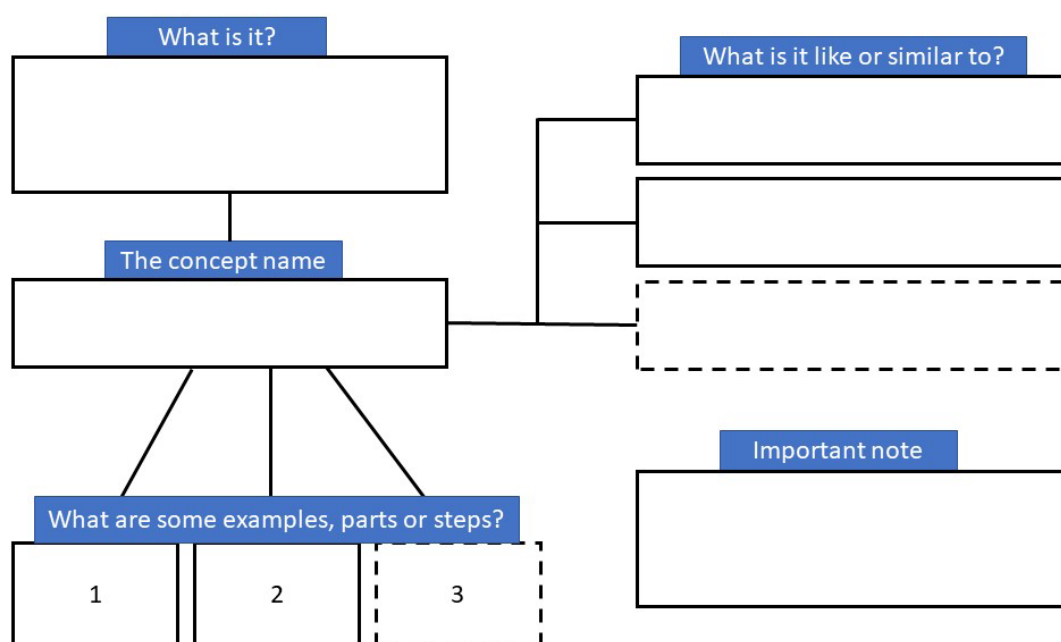 What is it?
What is it like or similar to?
The concept name
Important note
What are some examples, parts or steps?
1
2
3